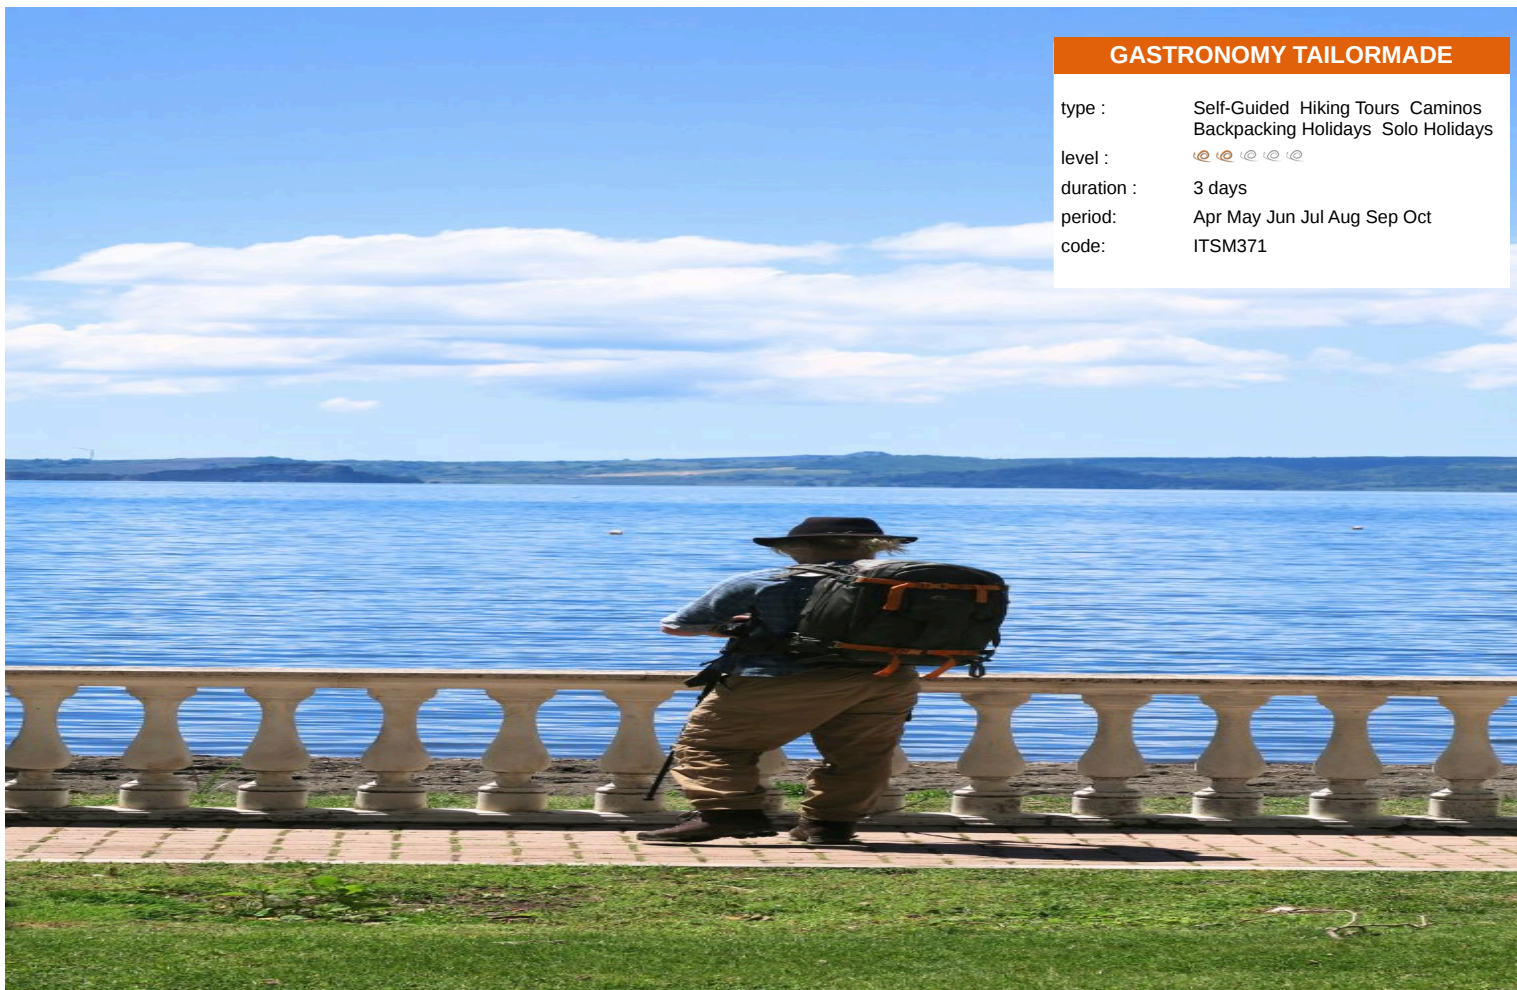 GASTRONOMY TAILORMADE
type : Self-Guided  Hiking Tours  Caminos
Backpacking Holidays  Solo Holidays
level :
duration : 3 days
period: Apr May Jun Jul Aug Sep Oct
code: ITSM371